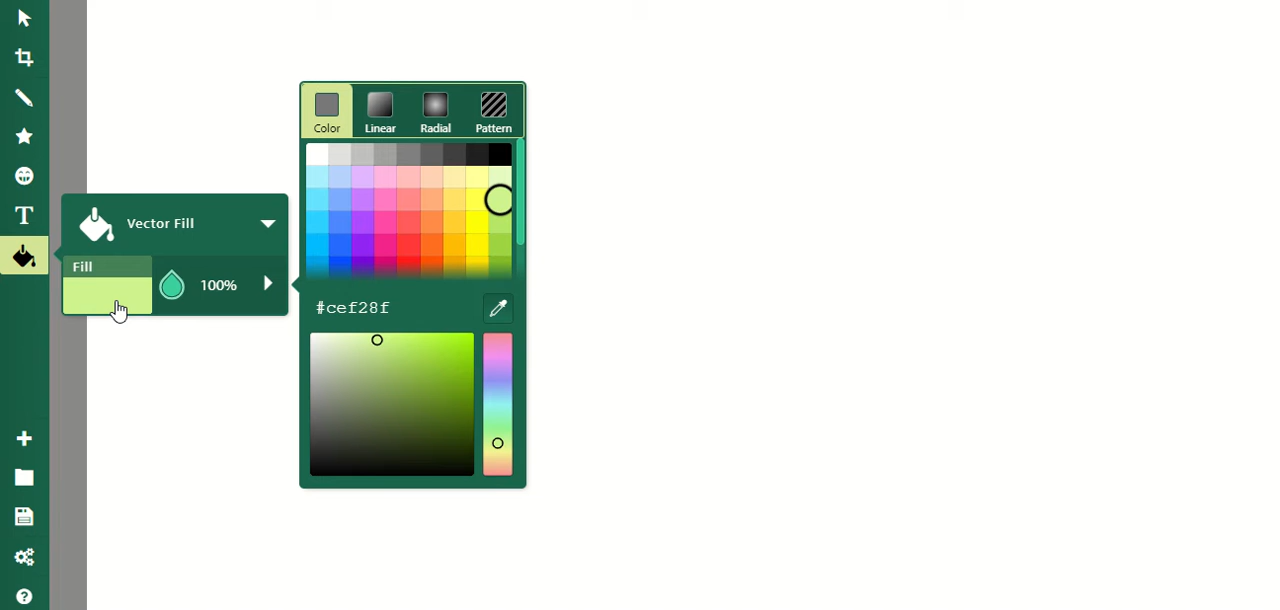 Color
Linear
Radial
Pattern
Vector Fill
Fill
100%
#cef28f
T
?